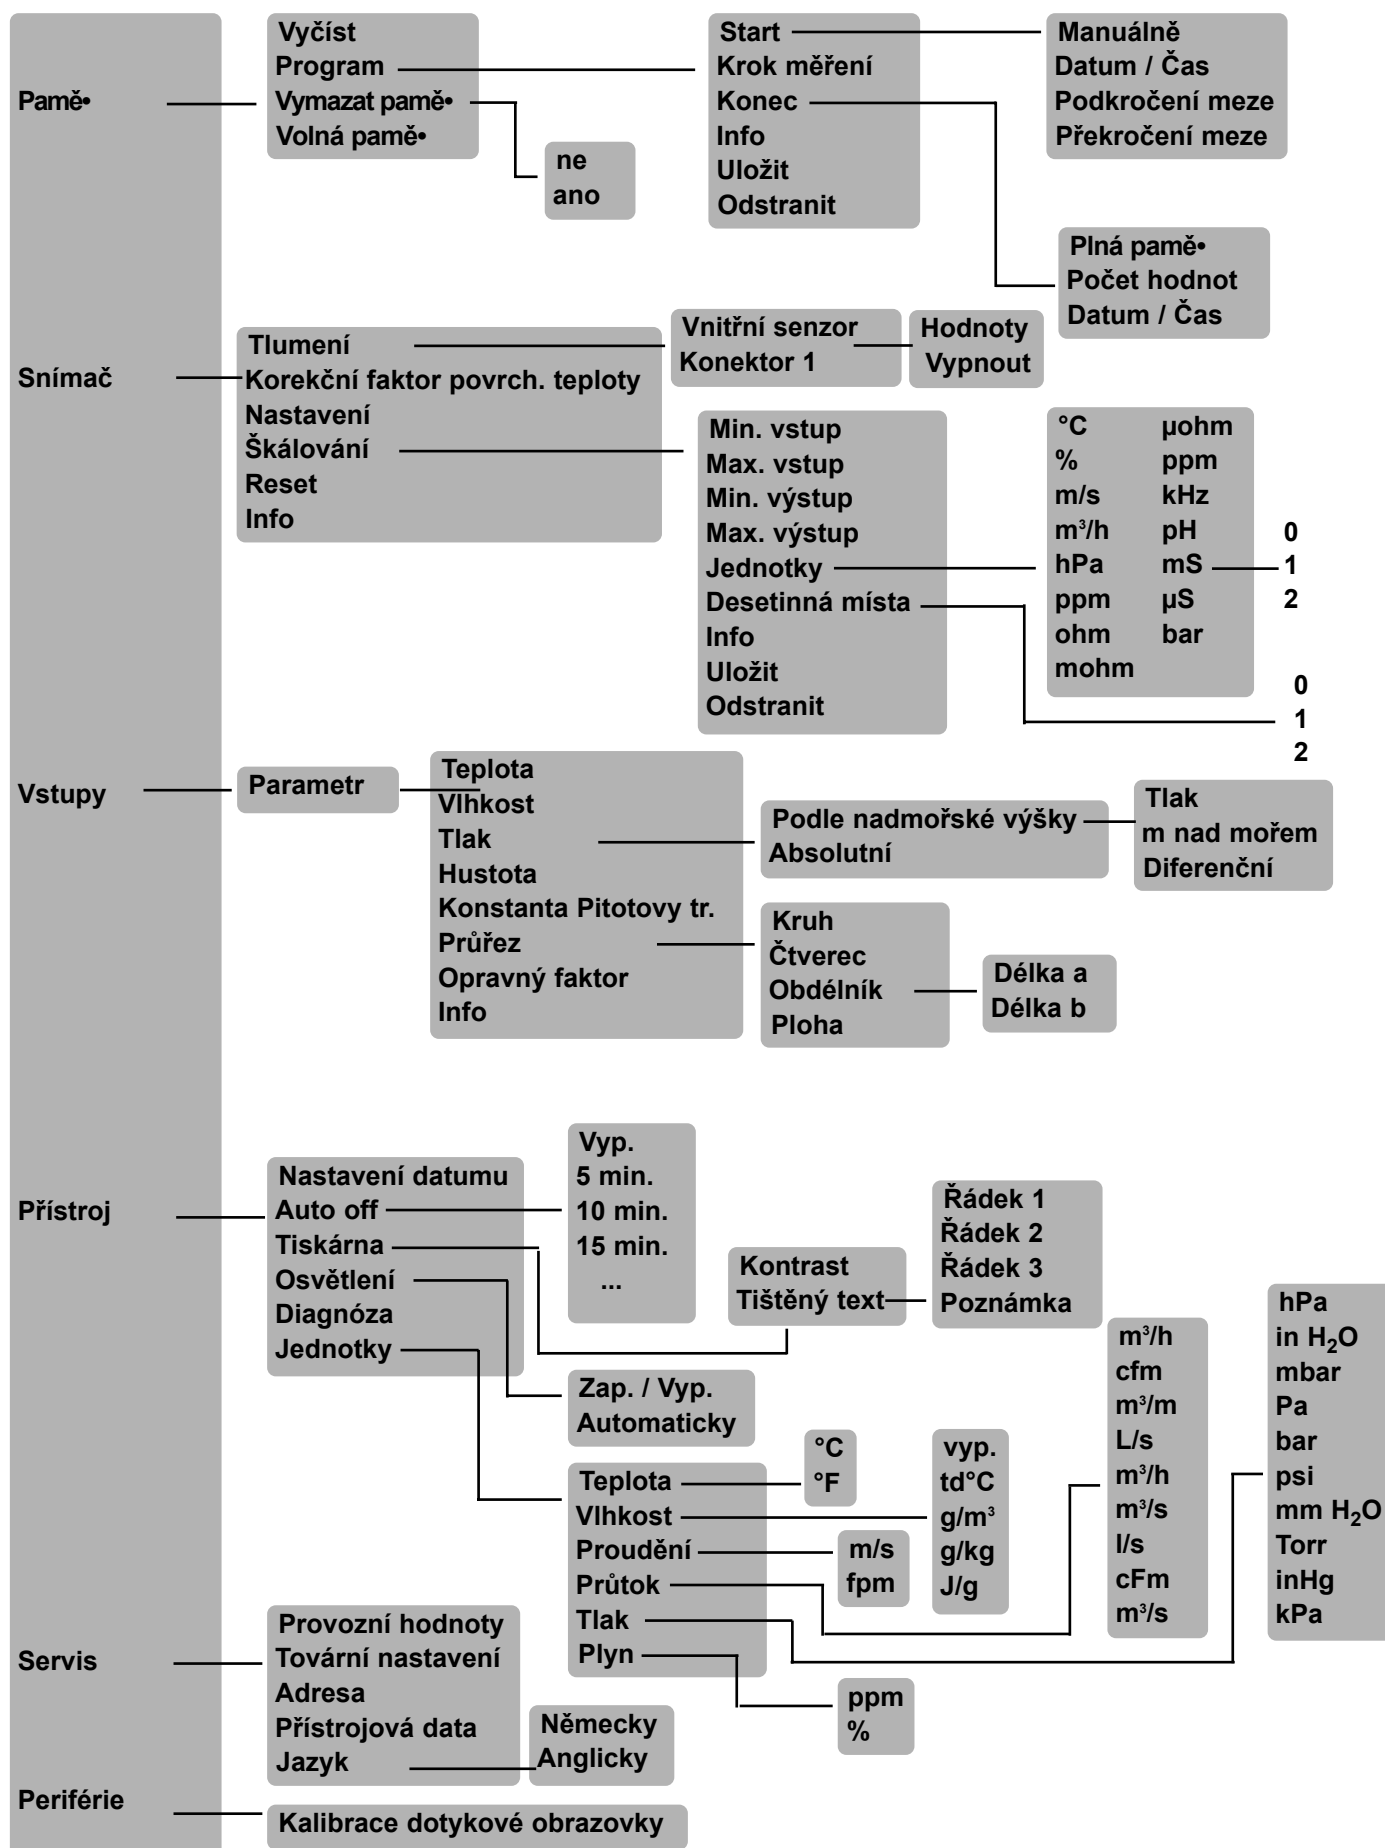 Paměť•
Vyčíst
Program
Vymazat pamě•
Volná pamě•
ne
ano
Start
Krok měření
Konec
Info
Uložit
Odstranit
Manuálně
Datum / Čas
Podkročení meze
Překročení meze
Plná pamě•
Počet hodnot
Datum / Čas
Snímač
Tlumení
Korekční faktor povrch. teploty
Nastavení
Škálování
Reset
Info
Vnitřní senzor
Konektor 1
Hodnoty
Vypnout
Min. vstup
Max. vstup
Min. výstup
Max. výstup
Jednotky
Desetinná místa
Info
Uložit
Odstranit
°C µohm
% ppm
m/s kHz
m³/h pH
hPa mS
ppm µS
ohm bar
mohm
0
1
2
0
1
2
Vstupy
Parametr
Teplota
Vlhkost
Tlak
Hustota
Konstanta Pitotovy tr.
Průřez
Opravný faktor
Info
Podle nadmořské výšky
Absolutní
Tlak
m nad mořem
Diferenční
Kruh
Čtverec
Obdélník
Ploha
Délka a
Délka b
Přístroj
Nastavení datumu
Auto off
Tiskárna
Osvětlení
Diagnóza
Jednotky
Vyp.
5 min.
10 min.
15 min.
...
Kontrast
Tištěný text
Řádek 1
Řádek 2
Řádek 3
Poznámka
Zap. / Vyp.
Automaticky
Teplota
Vlhkost
Proudění
Průtok
Tlak
Plyn
°C
°F
vyp.
td°C
g/m³
g/kg
J/g
m/s
fpm
m³/h
cfm
m³/m
L/s
m³/h
m³/s
l/s
cFm
m³/s
hPa
in H₂O
mbar
Pa
bar
psi
mm H₂O
Torr
inHg
kPa
ppm
%
Servis
Provozní hodnoty
Tovární nastavení
Adresa
Přístrojová data
Jazyk
Německy
Anglicky
Periférie
Kalibrace dotykové obrazovky